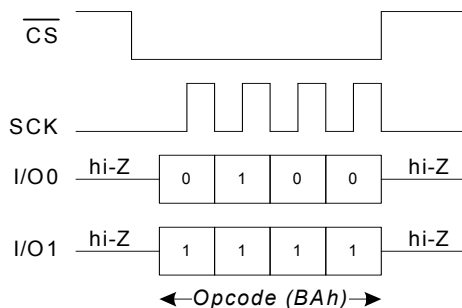 CS
SCK
I/O0 hi-Z 0 1 0 0 hi-Z
I/O1 hi-Z 1 1 1 1 hi-Z
Opcode (BAh)